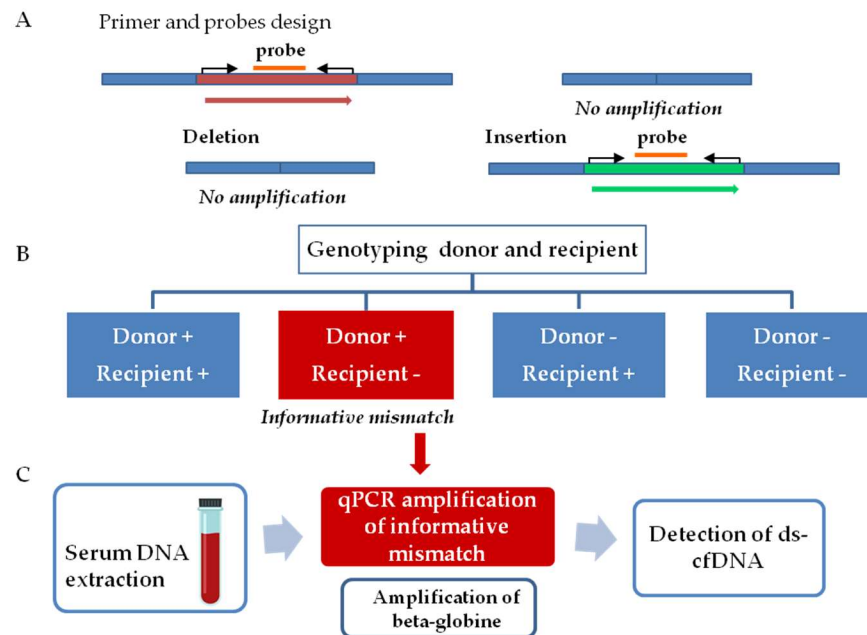 A
Primer and probes design
probe
No amplification
Deletion
Insertion
probe
No amplification
B
Genotyping donor and recipient
Donor +
Recipient +
Donor +
Recipient -
Donor -
Recipient +
Donor -
Recipient -
Informative mismatch
C
Serum DNA
extraction
qPCR amplification
of informative
mismatch
Amplification of
beta-globine
Detection of ds-
cfDNA